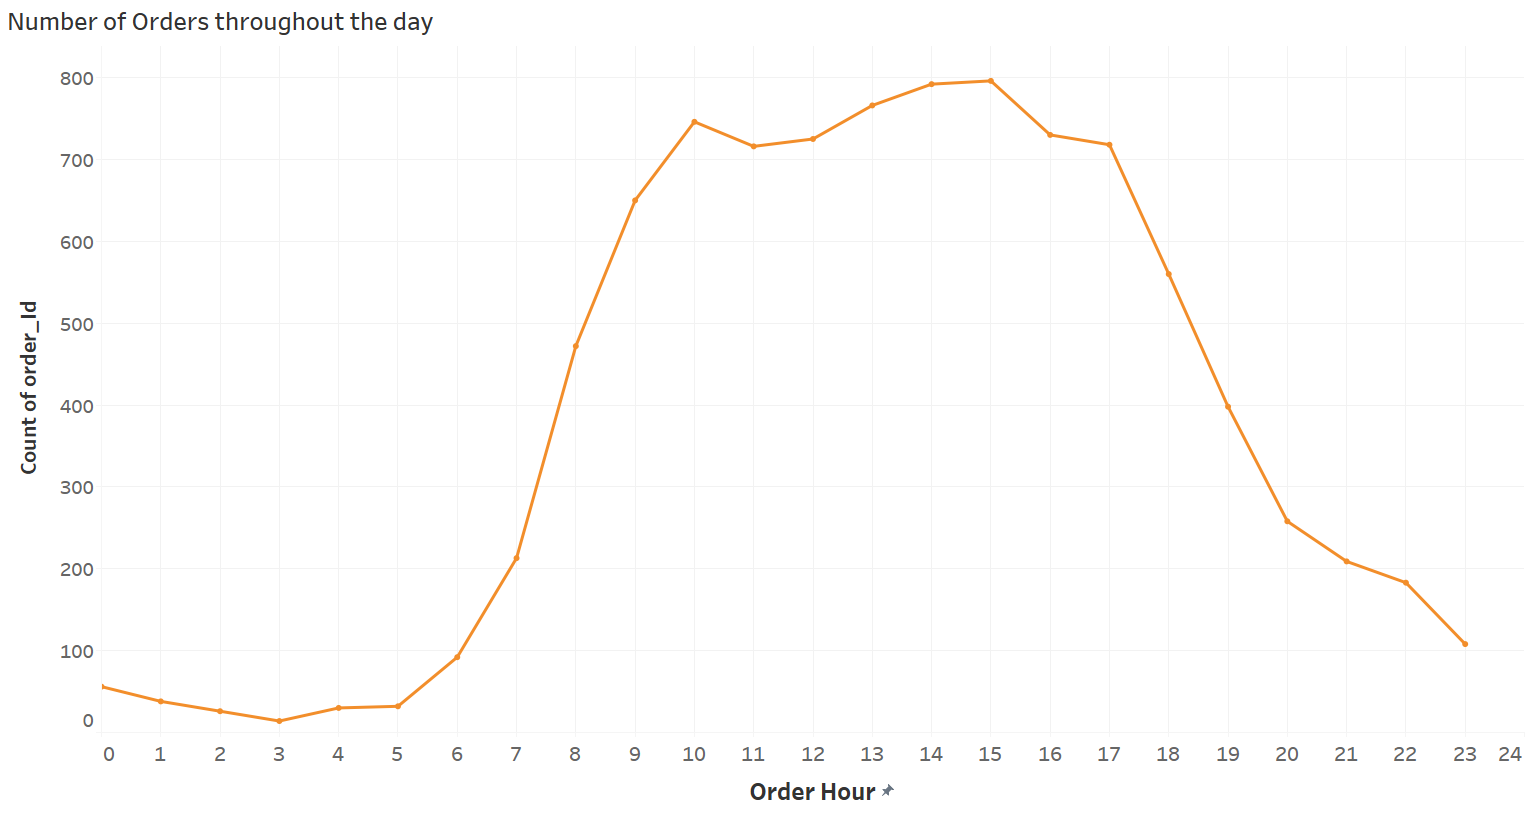 Number of Orders throughout the day
800
700
600
500
400
300
200
100
0
Count of order_Id
0 1 2 3 4 5 6 7 8 9 10 11 12 13 14 15 16 17 18 19 20 21 22 23 24
Order Hour